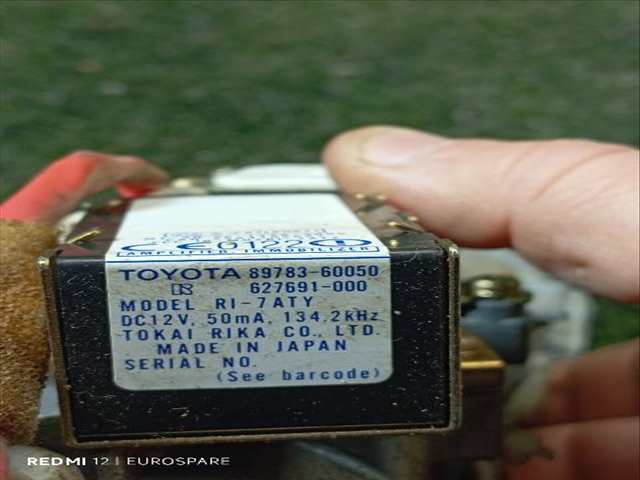 CE0122
AMPLIFIER IMMOBILIZER
TOYOTA 89783-60050
627691-000
MODEL RI-7ATY
DC12V, 50mA, 134.2kHz
TOKAI RIKA CO., LTD.
MADE IN JAPAN
SERIAL NO.
(See barcode)
REDMI 12 | EUROSPARE